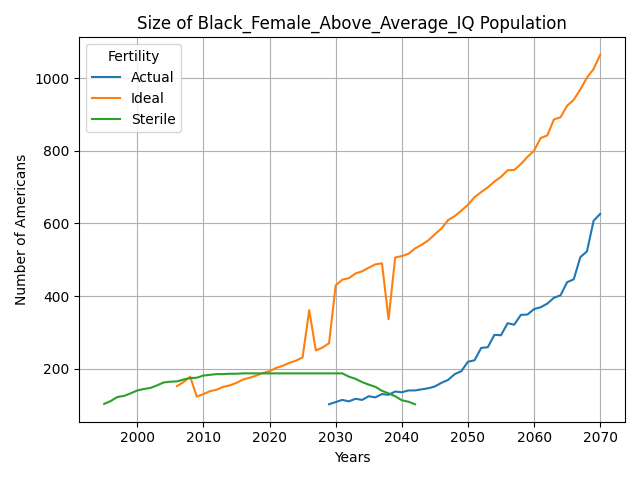 Size of Black_Female_Above_Average_IQ Population
Fertility
Actual
Ideal
Sterile
Number of Americans
1000
800
600
400
200
2000 2010 2020 2030 2040 2050 2060 2070
Years